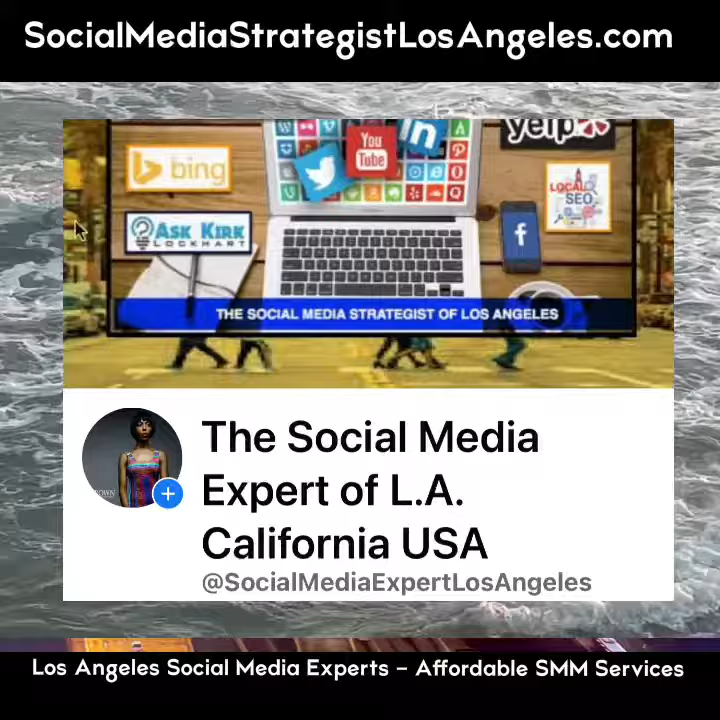 SocialMediaStrategistLosAngeles.com
yelp
You
Tube
in
bing
LOCAL
SEO
ASK KIRK
LOCKHART
f
THE SOCIAL MEDIA STRATEGIST OF LOS ANGELES
The Social Media
Expert of L.A.
California USA
@SocialMediaExpertLosAngeles
Los Angeles Social Media Experts – Affordable SMM Services